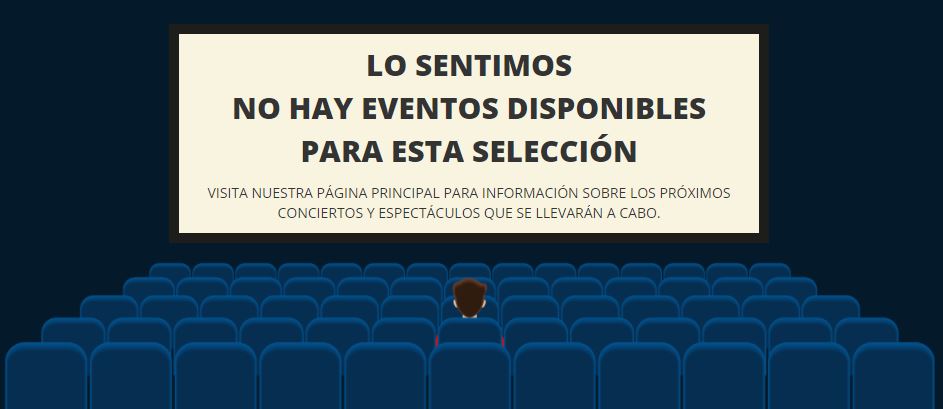 LO SENTIMOS
NO HAY EVENTOS DISPONIBLES
PARA ESTA SELECCIÓN
VISITA NUESTRA PÁGINA PRINCIPAL PARA INFORMACIÓN SOBRE LOS PRÓXIMOS
CONCIERTOS Y ESPECTÁCULOS QUE SE LLEVARÁN A CABO.